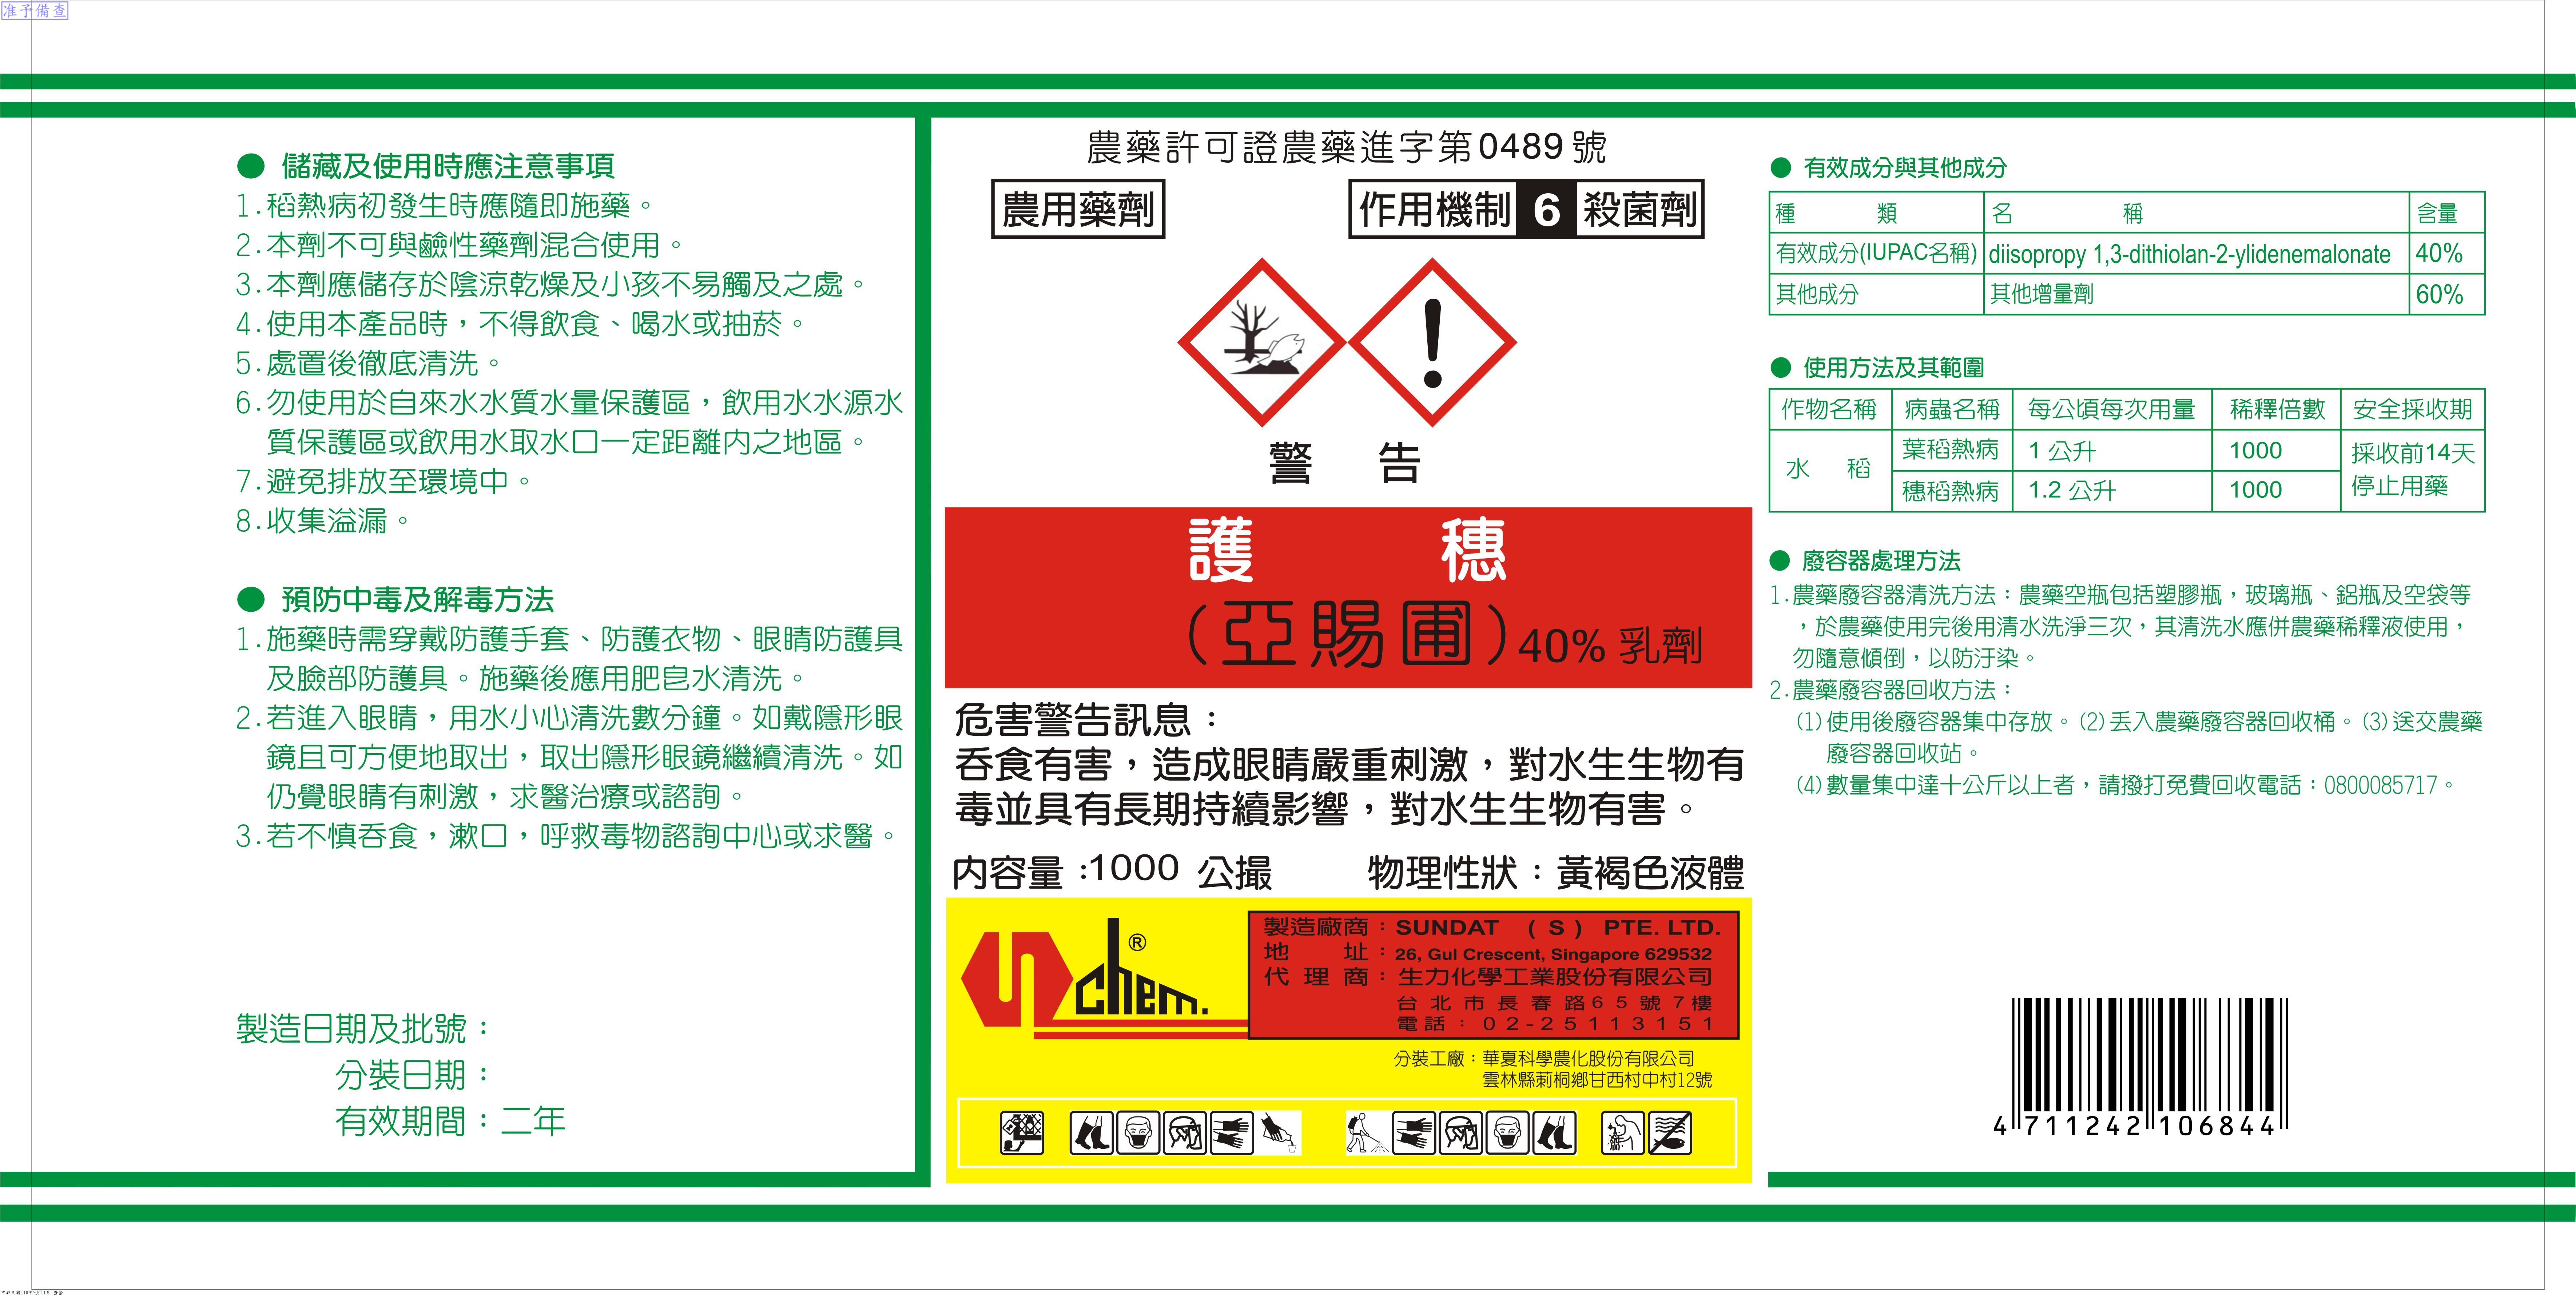 准予備查
● 儲藏及使用時應注意事項
1.稻熱病初發生時應隨即施藥。
2.本劑不可與鹼性藥劑混合使用。
3.本劑應儲存於陰涼乾燥及小孩不易觸及之處。
4.使用本產品時，不得飲食、喝水或抽菸。
5.處置後徹底清洗。
6.勿使用於自來水水質水量保護區，飲用水水源水
質保護區或飲用水取水口一定距離內之地區。
7.避免排放至環境中。
8.收集溢漏。
● 預防中毒及解毒方法
1.施藥時需穿戴防護手套、防護衣物、眼睛防護具
及臉部防護具。施藥後應用肥皂水清洗。
2.若進入眼睛，用水小心清洗數分鐘。如戴隱形眼
鏡且可方便地取出，取出隱形眼鏡繼續清洗。如
仍覺眼睛有刺激，求醫治療或諮詢。
3.若不慎吞食，漱口，呼救毒物諮詢中心或求醫。
製造日期及批號：
分裝日期：
有效期間：二年
農藥許可證農藥進字第0489號
農用藥劑
作用機制 6 殺菌劑
警 告
護 穗
(亞賜圃)40% 乳劑
危害警告訊息：
吞食有害，造成眼睛嚴重刺激，對水生生物有
毒並具有長期持續影響，對水生生物有害。
內容量:1000 公撮 物理性狀：黃褐色液體
chem.®
製造廠商：SUNDAT (S) PTE. LTD.
地 址：26, Gul Crescent, Singapore 629532
代 理 商：生力化學工業股份有限公司
台北市長春路65號7樓
電話：02-25113151
分裝工廠：華夏科學農化股份有限公司
雲林縣莿桐鄉甘西村中村12號
● 有效成分與其他成分
種 類 名 稱 含量
有效成分(IUPAC名稱) diisopropy 1,3-dithiolan-2-ylidenemalonate 40%
其他成分 其他增量劑 60%
● 使用方法及其範圍
作物名稱 病蟲名稱 每公頃每次用量 稀釋倍數 安全採收期
水 稻 葉稻熱病 1 公升 1000 採收前14天
穗稻熱病 1.2 公升 1000 停止用藥
● 廢容器處理方法
1.農藥廢容器清洗方法：農藥空瓶包括塑膠瓶，玻璃瓶、鋁瓶及空袋等
，於農藥使用完後用清水洗淨三次，其清洗水應併農藥稀釋液使用，
勿隨意傾倒，以防汙染。
2.農藥廢容器回收方法：
(1)使用後廢容器集中存放。(2)丟入農藥廢容器回收桶。(3)送交農藥
廢容器回收站。
(4)數量集中達十公斤以上者，請撥打免費回收電話：0800085717。
4 711242 106844